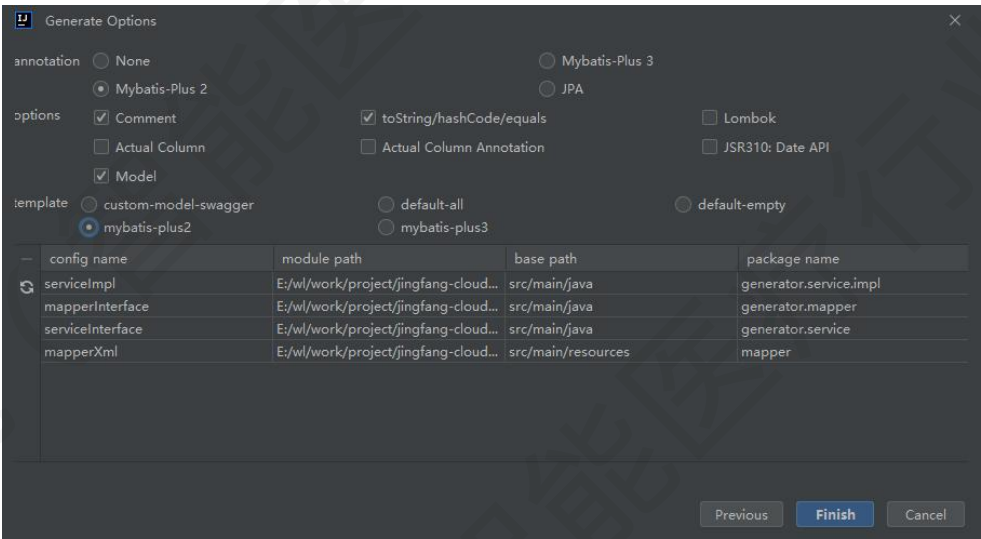 Generate Options
annotation None Mybatis-Plus 3
Mybatis-Plus 2 JPA
options Comment toString/hashCode/equals Lombok
Actual Column Actual Column Annotation JSR310: Date API
Model
template custom-model-swagger default-all default-empty
mybatis-plus2 mybatis-plus3
config name module path base path package name
serviceImpl E:/wl/work/project/jingfang-cloud... src/main/java generator.service.impl
mapperInterface E:/wl/work/project/jingfang-cloud... src/main/java generator.mapper
serviceInterface E:/wl/work/project/jingfang-cloud... src/main/java generator.service
mapperXml E:/wl/work/project/jingfang-cloud... src/main/resources mapper
Previous Finish Cancel